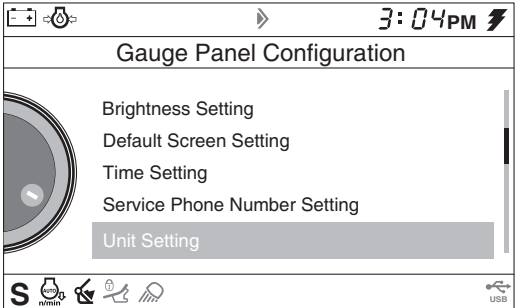 3:04PM
Gauge Panel Configuration
Brightness Setting
Default Screen Setting
Time Setting
Service Phone Number Setting
Unit Setting
S AUTO n/min USB